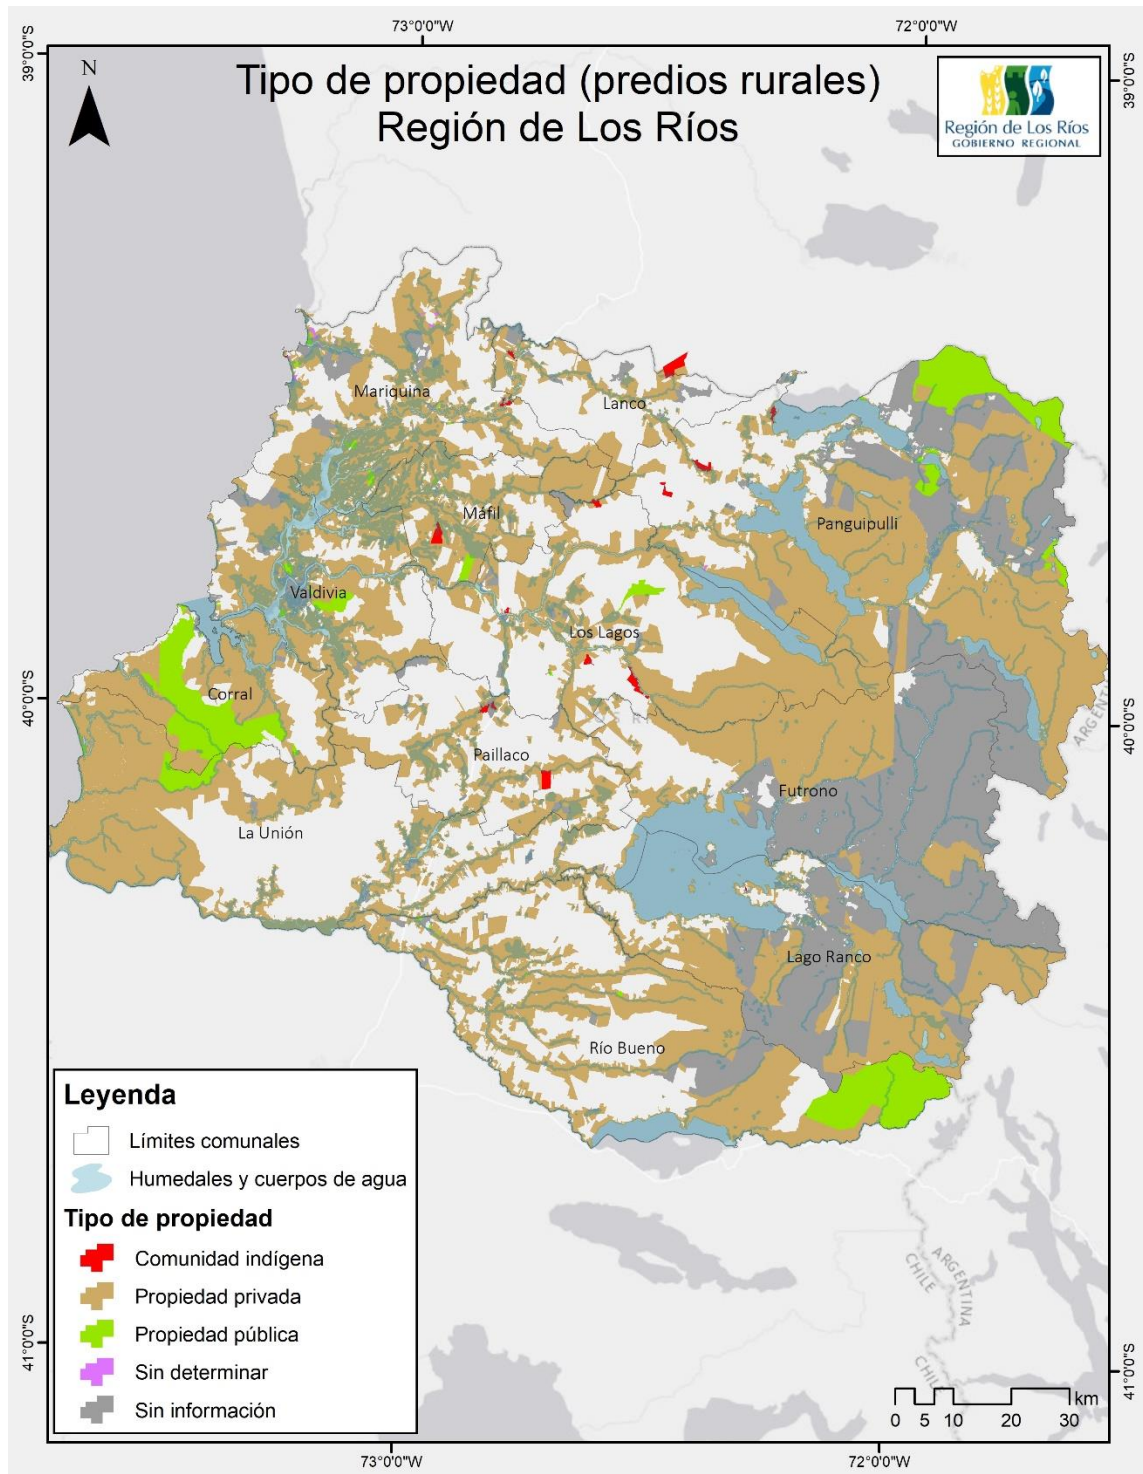 73°0'0"W
72°0'0"W
39°0'0"S
39°0'0"S
N
Tipo de propiedad (predios rurales)
Región de Los Ríos
Región de Los Ríos
GOBIERNO REGIONAL
Mariquina
Lanco
Máfil
Panguipulli
Valdivia
Los Lagos
Corral
40°0'0"S
40°0'0"S
ARGENT
Paillaco
Futrono
La Unión
Lago Ranco
Río Bueno
Leyenda
Límites comunales
Humedales y cuerpos de agua
Tipo de propiedad
Comunidad indígena
Propiedad privada
Propiedad pública
Sin determinar
Sin información
ARGENTINA
CHILE
CHIL
41°0'0"S
41°0'0"S
km
0 5 10 20 30
73°0'0"W
72°0'0"W